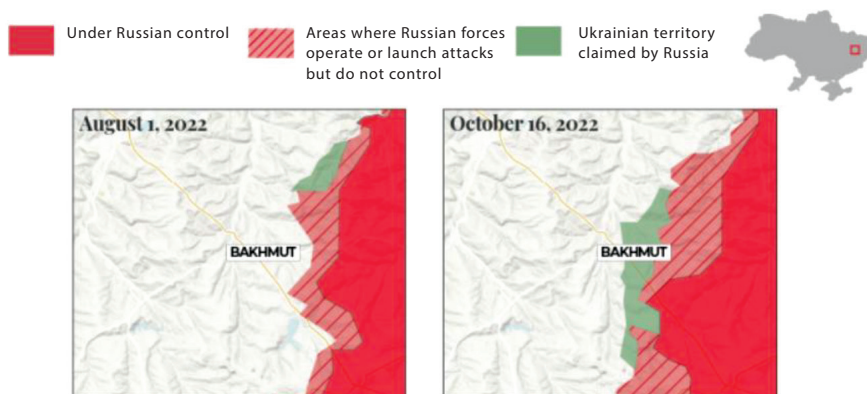 Under Russian control
Areas where Russian forces
operate or launch attacks
but do not control
Ukrainian territory
claimed by Russia
August 1, 2022
BAKHMUT
October 16, 2022
BAKHMUT